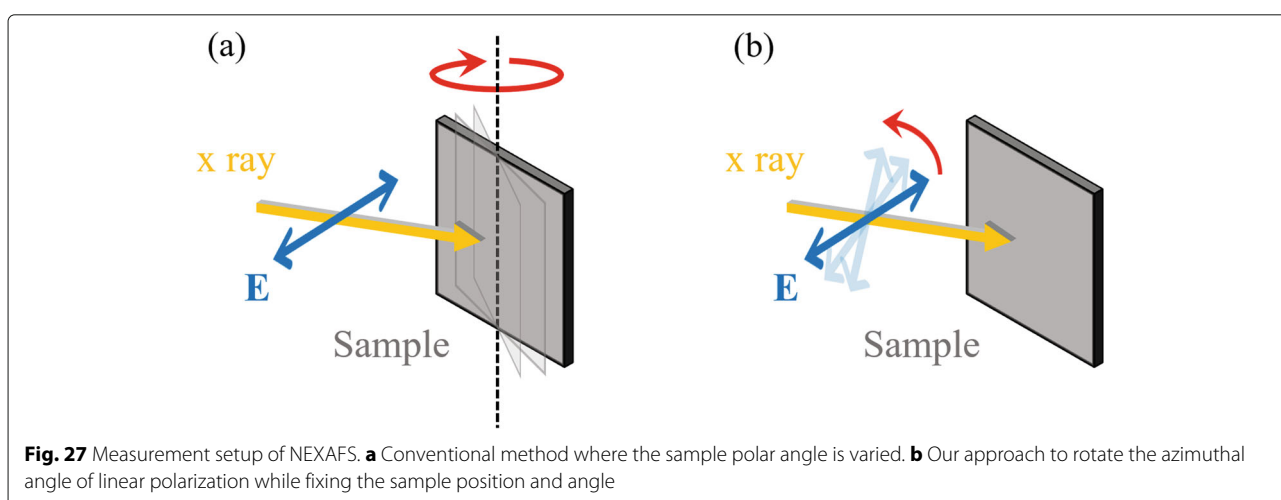 (a)
x ray
E
Sample
(b)
x ray
E
Sample
Fig. 27 Measurement setup of NEXAFS. a Conventional method where the sample polar angle is varied. b Our approach to rotate the azimuthal
angle of linear polarization while fixing the sample position and angle